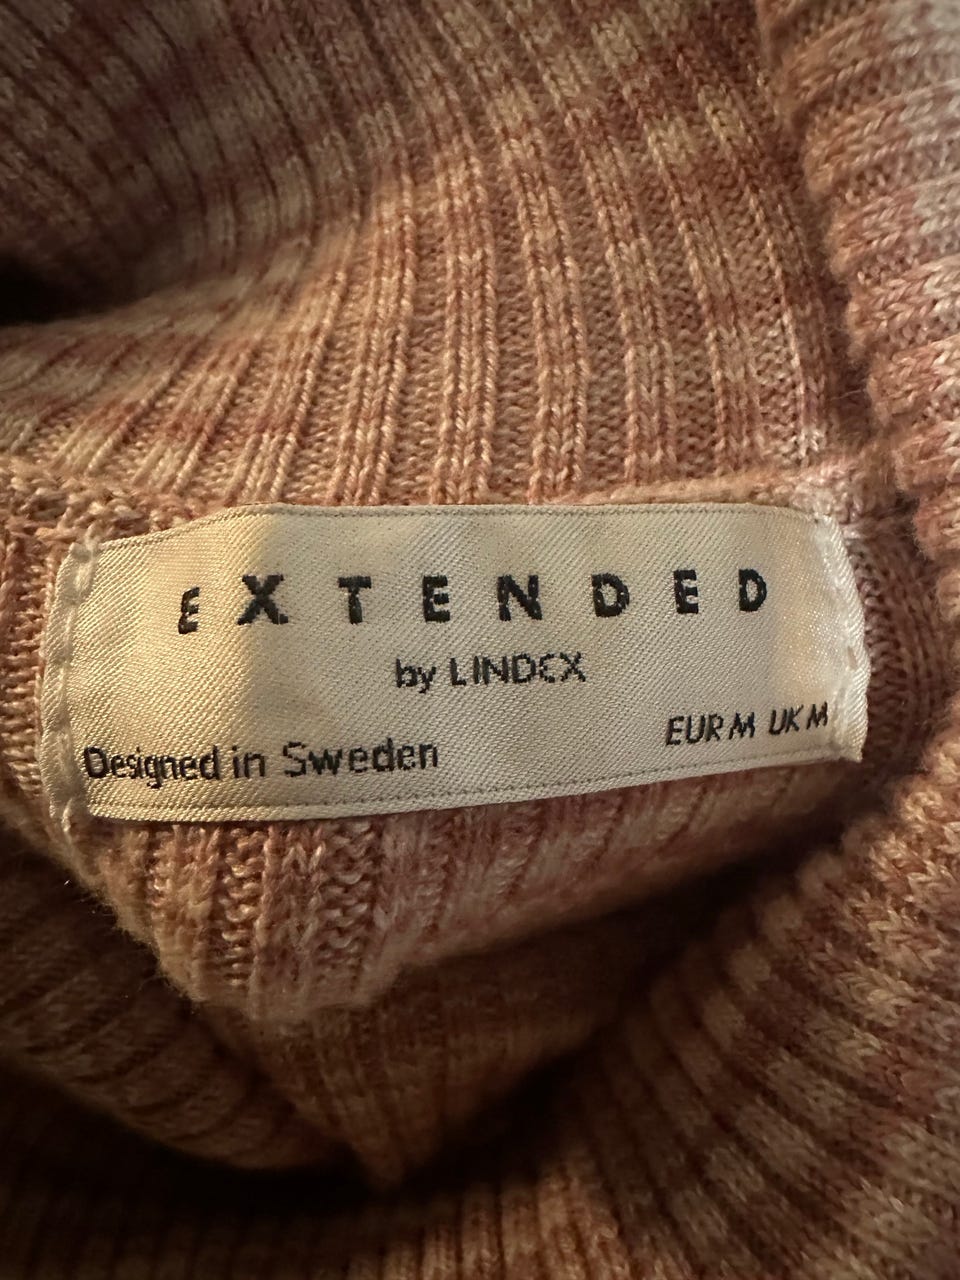 EXTENDED
by LINDEX
EUR M UK M
Designed in Sweden